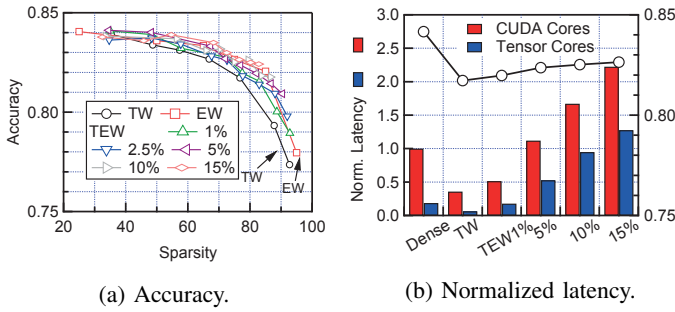 0.85
0.80
0.75
Accuracy
20
40
60
80
100
Sparsity
TW
EW
TEW
1%
2.5%
5%
10%
15%
TW
EW
(a) Accuracy.
3.0
2.5
2.0
1.5
1.0
0.5
0.0
Norm. Latency
CUDA Cores
Tensor Cores
0.85
0.80
0.75
Dense
TW
TEW1%
5%
10%
15%
(b) Normalized latency.